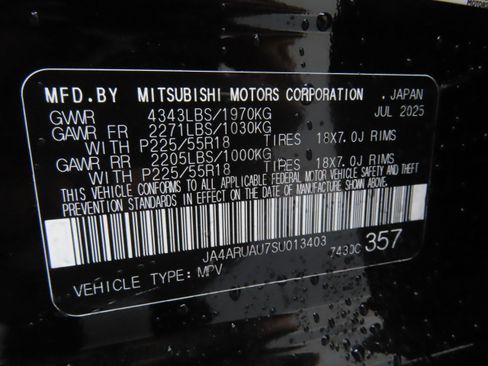 MFD.BY MITSUBISHI MOTORS CORPORATION . JAPAN
GVWR 4343LBS/1970KG JUL 2025
GAWR FR 2271LBS/1030KG
WITH P225/55R18 TIRES 18X7.0J RIMS
GAWR RR 2205LBS/1000KG
WITH P225/55R18 TIRES 18X7.0J RIMS
THIS VEHICLE CONFORMS TO ALL APPLICABLE FEDERAL MOTOR VEHICLE SAFETY AND THEFT
PREVENTION STANDARDS IN EFFECT ON THE DATE OF MANUFACTURE SHOWN ABOVE.
JA4ARUAU7SU013403 7430C 357
VEHICLE TYPE: MPV